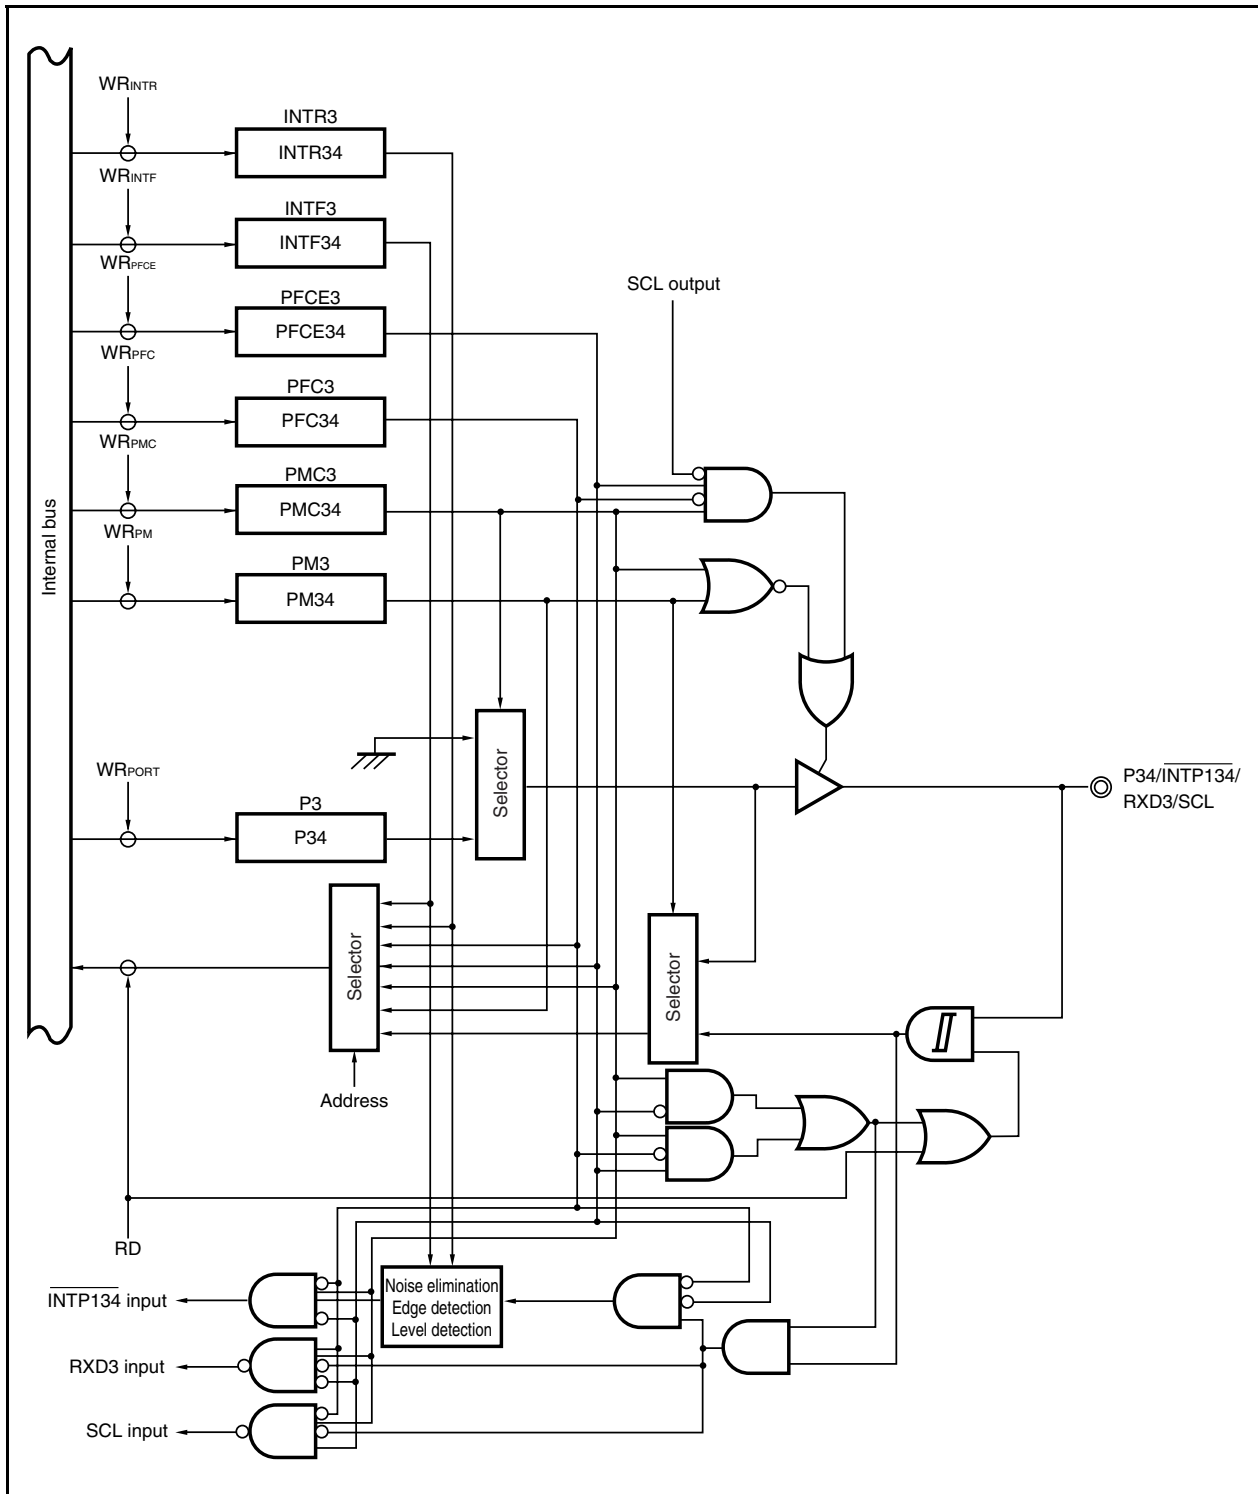 WRINTR
INTR3
INTR34
WRINTF
INTF3
INTF34
WRPFCE
PFCE3
PFCE34
SCL output
WRPFC
PFC3
PFC34
WRPMC
PMC3
PMC34
WRPM
PM3
PM34
Internal bus
Selector
WRPORT
P3
P34
P34/INTP134/
RXD3/SCL
Selector
Selector
Address
RD
INTP134 input
Noise elimination
Edge detection
Level detection
RXD3 input
SCL input